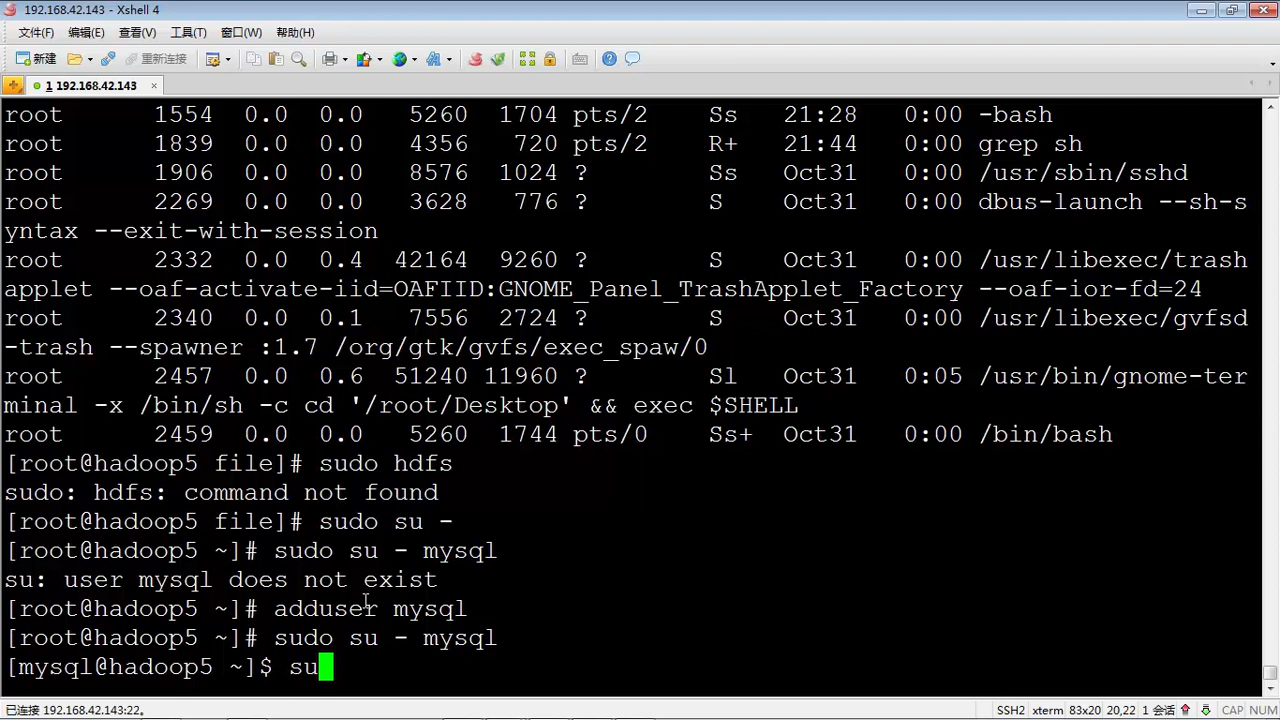 192.168.42.143 - Xshell 4
文件(F) 编辑(E) 查看(V) 工具(T) 窗口(W) 帮助(H)
新建 重新连接
1 192.168.42.143
root 1554 0.0 0.0 5260 1704 pts/2 Ss 21:28 0:00 -bash
root 1839 0.0 0.0 4356 720 pts/2 R+ 21:44 0:00 grep sh
root 1906 0.0 0.0 8576 1024 ? Ss Oct31 0:00 /usr/sbin/sshd
root 2269 0.0 0.0 3628 776 ? S Oct31 0:00 dbus-launch --sh-s
yntax --exit-with-session
root 2332 0.0 0.4 42164 9260 ? S Oct31 0:00 /usr/libexec/trash
applet --oaf-activate-iid=OAFIID:GNOME_Panel_TrashApplet_Factory --oaf-ior-fd=24
root 2340 0.0 0.1 7556 2724 ? S Oct31 0:00 /usr/libexec/gvfsd
-trash --spawner :1.7 /org/gtk/gvfs/exec_spaw/0
root 2457 0.0 0.6 51240 11960 ? Sl Oct31 0:05 /usr/bin/gnome-ter
minal -x /bin/sh -c cd '/root/Desktop' && exec $SHELL
root 2459 0.0 0.0 5260 1744 pts/0 Ss+ Oct31 0:00 /bin/bash
[root@hadoop5 file]# sudo hdfs
sudo: hdfs: command not found
[root@hadoop5 file]# sudo su -
[root@hadoop5 ~]# sudo su - mysql
su: user mysql does not exist
[root@hadoop5 ~]# adduser mysql
[root@hadoop5 ~]# sudo su - mysql
[mysql@hadoop5 ~]$ su
已连接 192.168.42.143:22。 SSH2 xterm 83x20 20,22 1 会话 CAP NUM